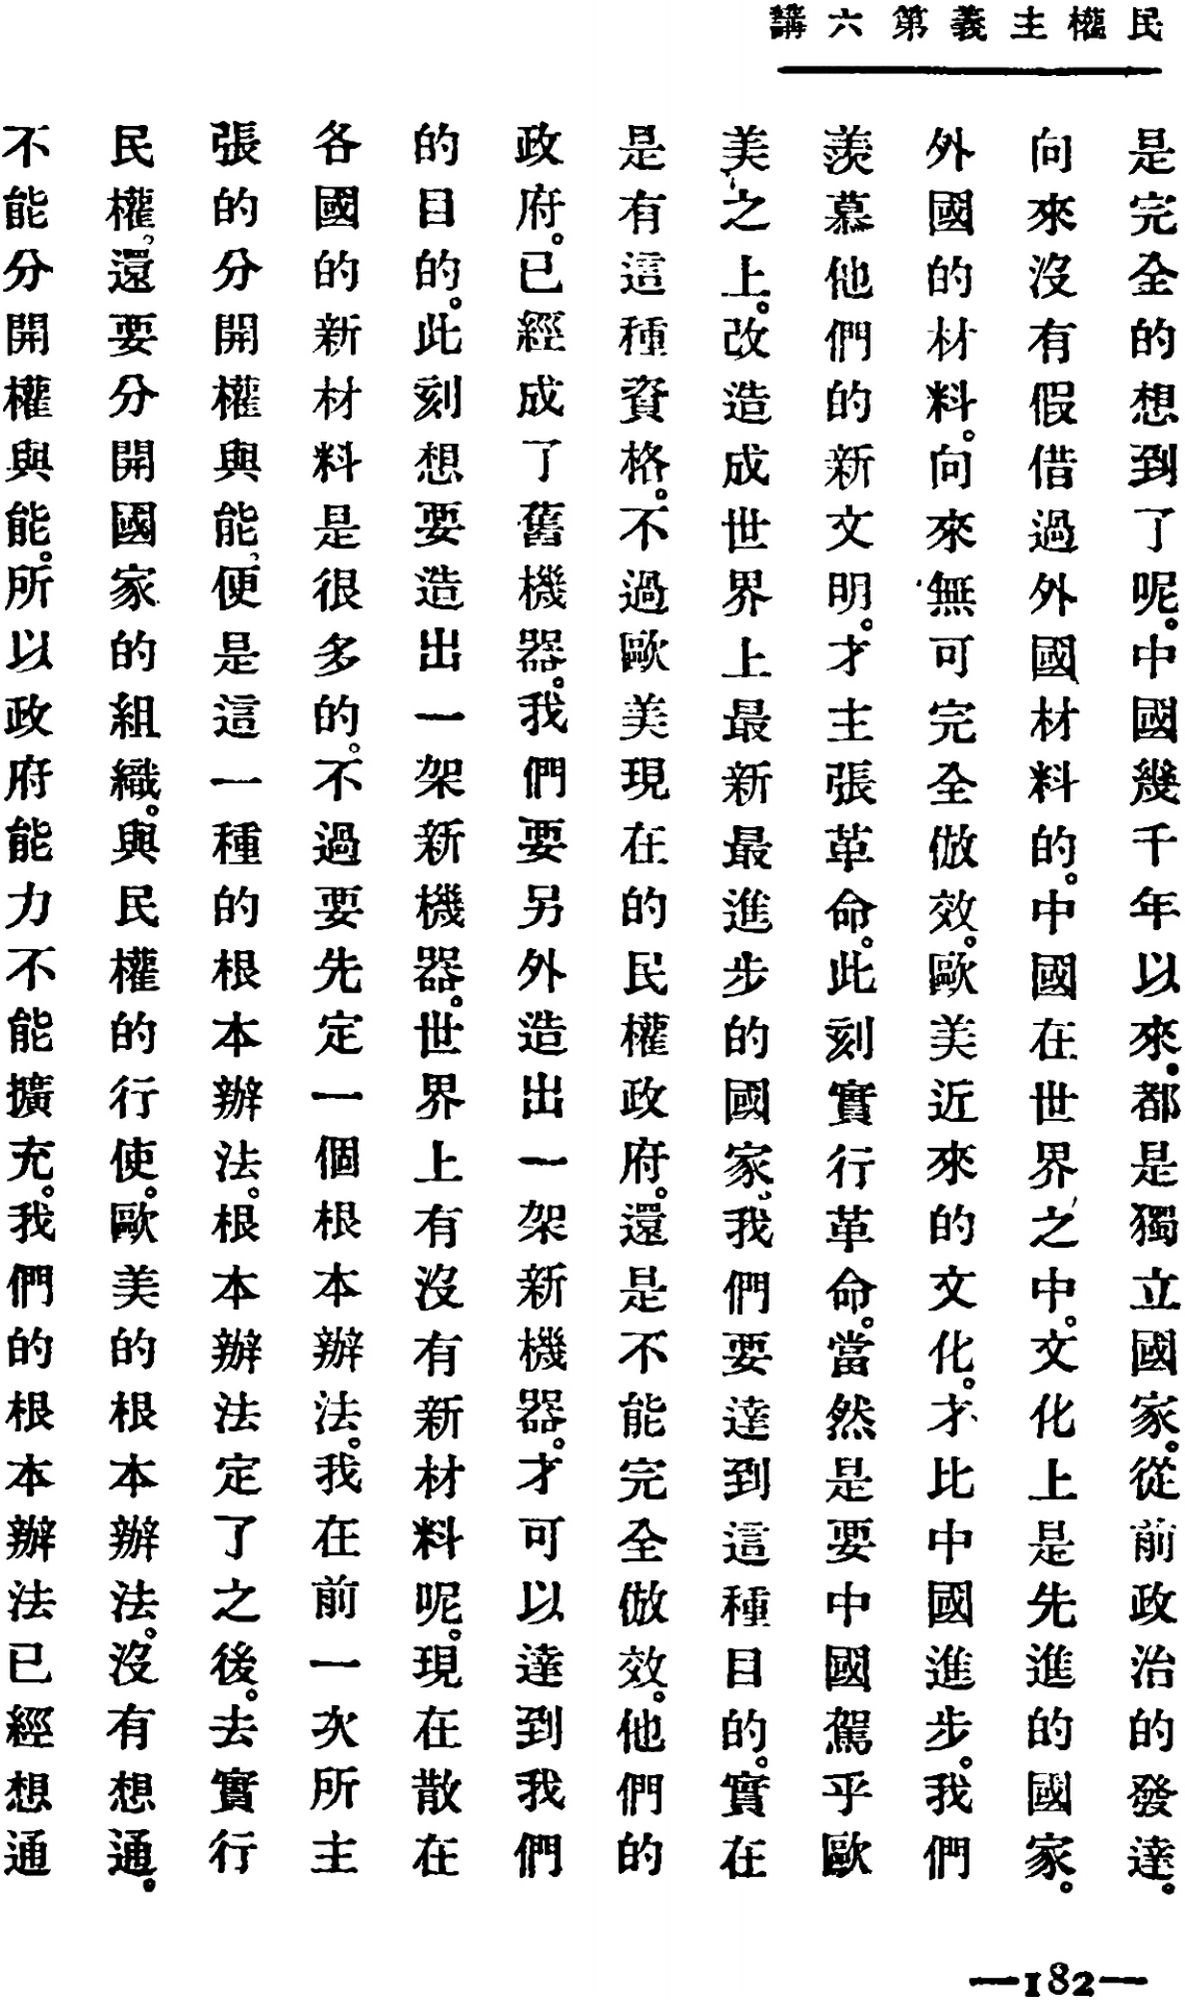 民權主義第六講
是完全的想到了呢。中國幾千年以來。都是獨立國家。從前政治的發達。
向來沒有假借過外國材料的。中國在世界之中。文化上是先進的國家。
外國的材料。向來無可完全倣效。歐美近來的文化。才比中國進步。我們
羨慕他們的新文明。才主張革命。此刻實行革命。當然是要中國駕乎歐
美之上。改造成世界上最新最進步的國家、我們要達到這種目的。實在
是有這種資格。不過歐美現在的民權政府。還是不能完全倣效。他們的
政府。已經成了舊機器。我們要另外造出一架新機器。才可以達到我們
的目的。此刻想要造出一架新機器。世界上有沒有新材料呢。現在散在
各國的新材料是很多的。不過要先定一個根本辦法。我在前一次所主
張的分開權與能、便是這一種的根本辦法。根本辦法定了之後。去實行
民權、還要分開國家的組織。與民權的行使。歐美的根本辦法。沒有想通。
不能分開權與能。所以政府能力不能擴充。我們的根本辦法已經想通
—182—